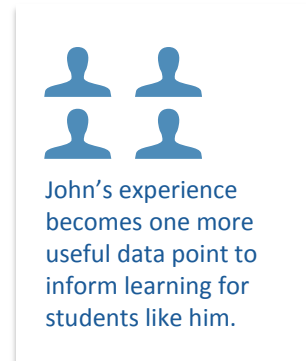 John’s experience
becomes one more
useful data point to
inform learning for
students like him.